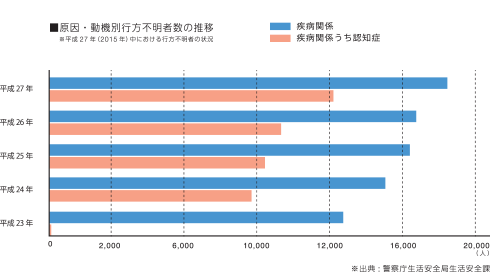 ■原因・動機別行方不明者数の推移
※平成27年（2015年）中における行方不明者の状況
疾病関係
疾病関係うち認知症
平成27年
平成26年
平成25年
平成24年
平成23年
0 2,000 6,000 10,000 12,000 16,000 20,000
（人）
※出典：警察庁生活安全局生活安全課